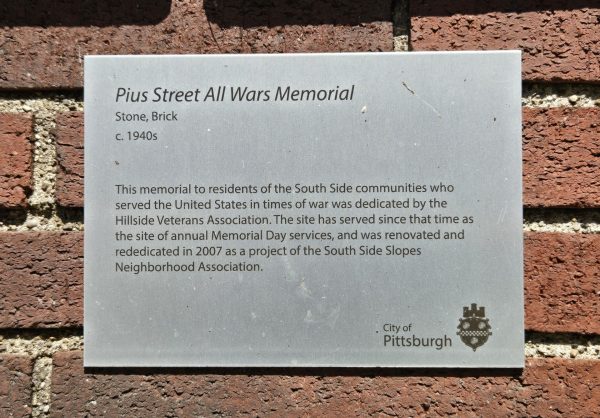 Pius Street All Wars Memorial
Stone, Brick
c. 1940s
This memorial to residents of the South Side communities who
served the United States in times of war was dedicated by the
Hillside Veterans Association. The site has served since that time as
the site of annual Memorial Day services, and was renovated and
rededicated in 2007 as a project of the South Side Slopes
Neighborhood Association.
City of
Pittsburgh